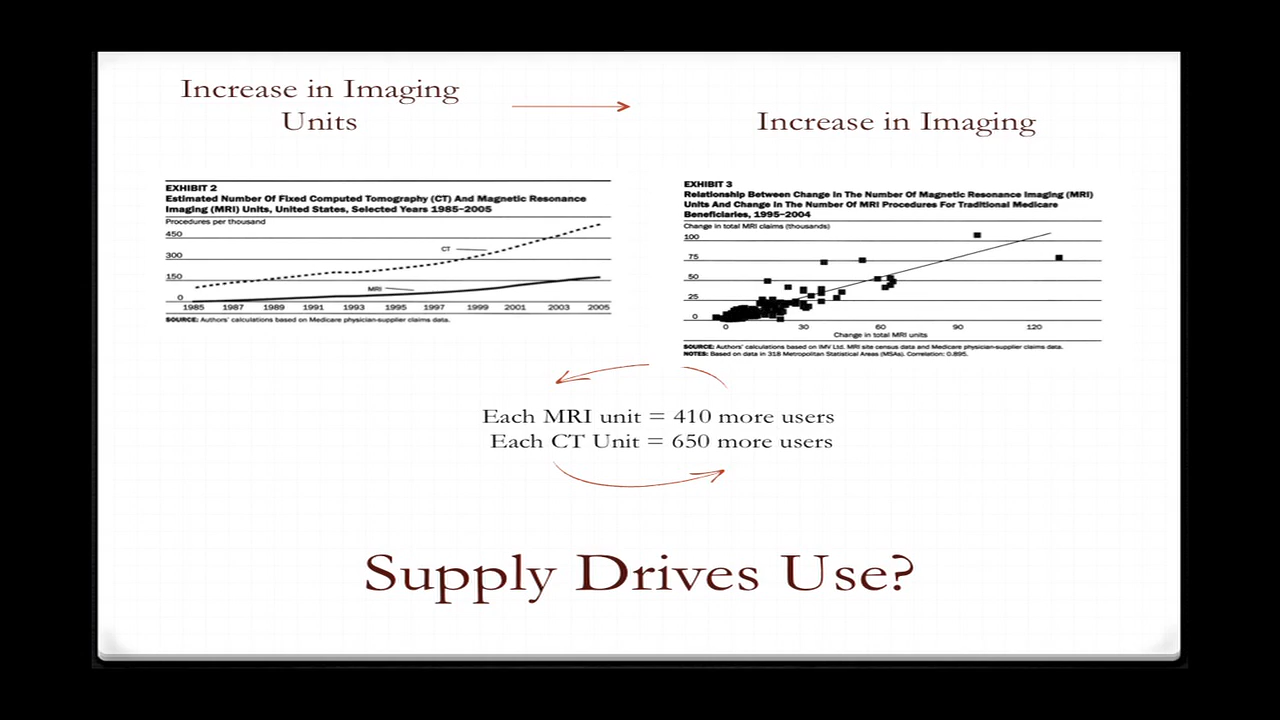 Increase in Imaging
Units
Increase in Imaging
EXHIBIT 2
Estimated Number Of Fixed Computed Tomography (CT) And Magnetic Resonance
Imaging (MRI) Units, United States, Selected Years 1985–2005
Procedures per thousand
450
300
150
0
CT
MRI
1985 1987 1989 1991 1993 1995 1997 1999 2001 2003 2005
SOURCE: Authors' calculations based on Medicare physician-supplier claims data.
EXHIBIT 3
Relationship Between Change In The Number Of Magnetic Resonance Imaging (MRI)
Units And Change In The Number Of MRI Procedures For Traditional Medicare
Beneficiaries, 1995–2004
Change in total MRI claims (thousands)
100
75
50
25
0
0 30 60 90 120
Change in total MRI units
SOURCE: Authors' calculations based on IMV Ltd. MRI site census data and Medicare physician-supplier claims data.
NOTES: Based on data in 318 Metropolitan Statistical Areas (MSAs). Correlation: 0.895.
Each MRI unit = 410 more users
Each CT Unit = 650 more users
Supply Drives Use?